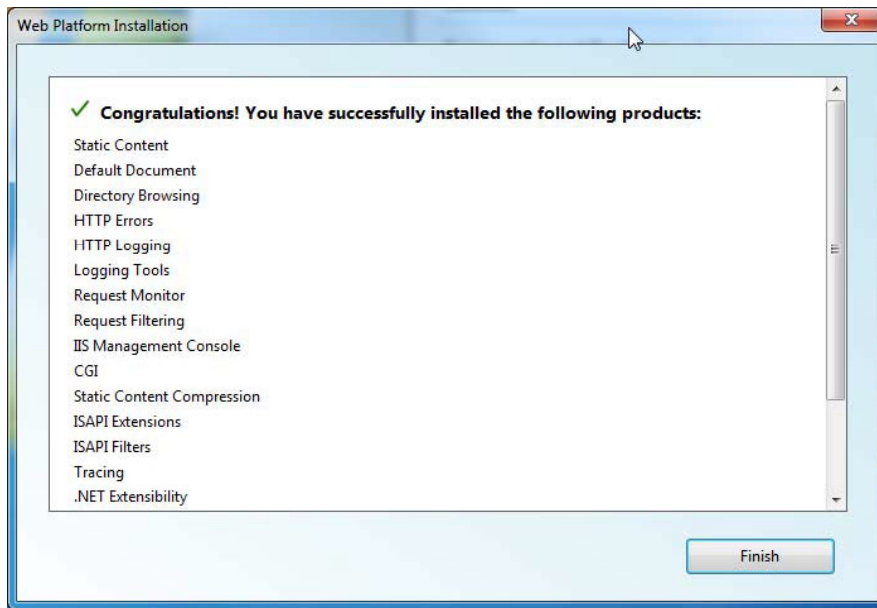 Web Platform Installation
Congratulations! You have successfully installed the following products:
Static Content
Default Document
Directory Browsing
HTTP Errors
HTTP Logging
Logging Tools
Request Monitor
Request Filtering
IIS Management Console
CGI
Static Content Compression
ISAPI Extensions
ISAPI Filters
Tracing
.NET Extensibility
Finish